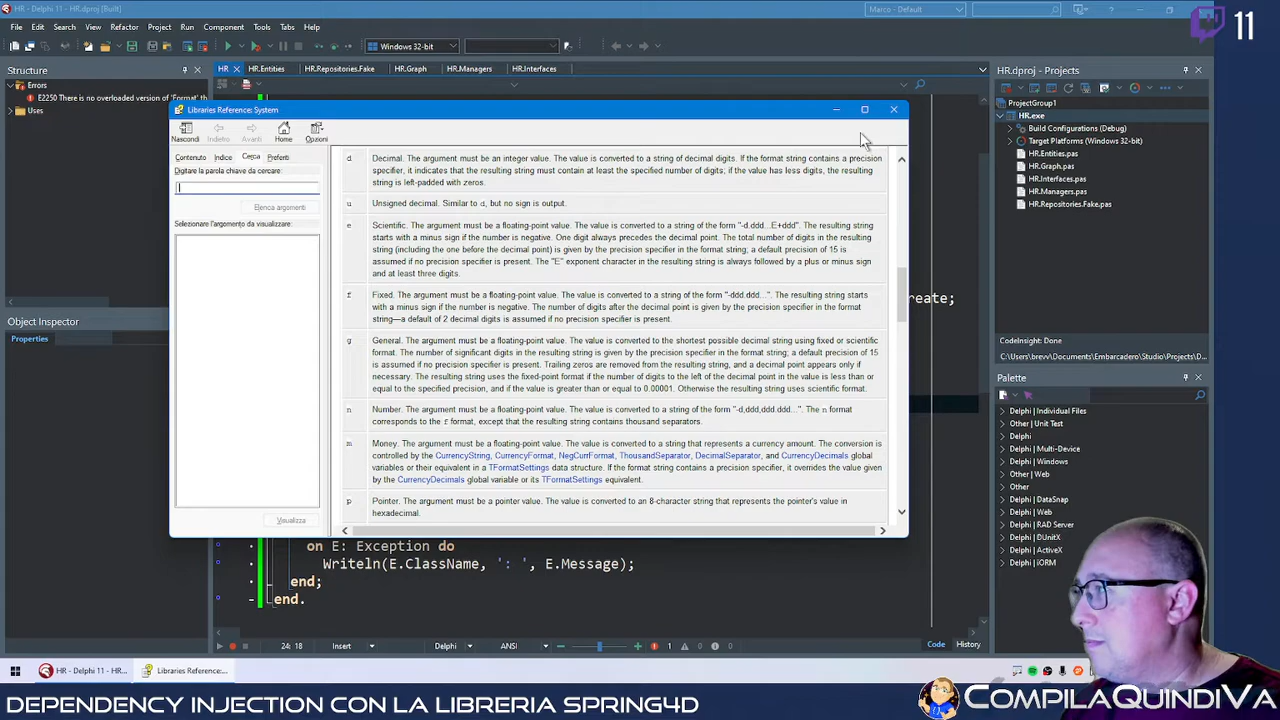 HR - Delphi 11 - HR.dproj [Built]
Marco - Default
11
File Edit Search View Refactor Project Run Component Tools Tabs Help
Windows 32-bit
Structure
Errors
E2250 There is no overloaded version of 'Format' th
Uses
HR HR.Entities HR.Repositories.Fake HR.Graph HR.Managers HR.Interfaces
HR.dproj - Projects
ProjectGroup1
HR.exe
Build Configurations (Debug)
Target Platforms (Windows 32-bit)
HR.Entities.pas
HR.Graph.pas
HR.Interfaces.pas
HR.Managers.pas
HR.Repositories.Fake.pas
Libraries Reference: System
Nascondi Indietro Avanti Home Opzioni
Contenuto Indice Cerca Preferiti
Digitare la parola chiave da cercare:
Elenca argomenti
Selezionare l'argomento da visualizzare:
Visualizza
d Decimal. The argument must be an integer value. The value is converted to a string of decimal digits. If the format string contains a precision
specifier, it indicates that the resulting string must contain at least the specified number of digits; if the value has less digits, the resulting
string is left-padded with zeros.
u Unsigned decimal. Similar to d, but no sign is output.
e Scientific. The argument must be a floating-point value. The value is converted to a string of the form "-d.ddd...E+ddd". The resulting string
starts with a minus sign if the number is negative. One digit always precedes the decimal point. The total number of digits in the resulting
string (including the one before the decimal point) is given by the precision specifier in the format string; a default precision of 15 is
assumed if no precision specifier is present. The "E" exponent character in the resulting string is always followed by a plus or minus sign
and at least three digits.
f Fixed. The argument must be a floating-point value. The value is converted to a string of the form "-ddd.ddd...". The resulting string starts
with a minus sign if the number is negative. The number of digits after the decimal point is given by the precision specifier in the format
string—a default of 2 decimal digits is assumed if no precision specifier is present.
g General. The argument must be a floating-point value. The value is converted to the shortest possible decimal string using fixed or scientific
format. The number of significant digits in the resulting string is given by the precision specifier in the format string; a default precision of 15
is assumed if no precision specifier is present. Trailing zeros are removed from the resulting string, and a decimal point appears only if
necessary. The resulting string uses the fixed-point format if the number of digits to the left of the decimal point in the value is less than or
equal to the specified precision, and if the value is greater than or equal to 0.00001. Otherwise the resulting string uses scientific format.
n Number. The argument must be a floating-point value. The value is converted to a string of the form "-d,ddd,ddd.ddd...". The n format
corresponds to the f format, except that the resulting string contains thousand separators.
m Money. The argument must be a floating-point value. The value is converted to a string that represents a currency amount. The conversion is
controlled by the CurrencyString, CurrencyFormat, NegCurrFormat, ThousandSeparator, DecimalSeparator, and CurrencyDecimals global
variables or their equivalent in a TFormatSettings data structure. If the format string contains a precision specifier, it overrides the value given
by the CurrencyDecimals global variable or its TFormatSettings equivalent.
p Pointer. The argument must be a pointer value. The value is converted to an 8-character string that represents the pointer's value in
hexadecimal.
reate;
Object Inspector
Properties
CodeInsight: Done
C:\Users\brevv\Documents\Embarcadero\Studio\Projects\D...
Palette
Delphi | Individual Files
Other | Unit Test
Delphi
Delphi | Multi-Device
Delphi | Windows
Other | Web
Other
Delphi | DataSnap
Delphi | Web
Delphi | RAD Server
Delphi | DUnitX
Delphi | ActiveX
Delphi | iORM
on E: Exception do
Writeln(E.ClassName, ': ', E.Message);
end;
end.
24: 18 Insert Delphi ANSI 1 0 0
Code History
HR - Delphi 11 - HR... Libraries Reference:...
DEPENDENCY INJECTION CON LA LIBRERIA SPRING4D
COMPILAQUINDIVA